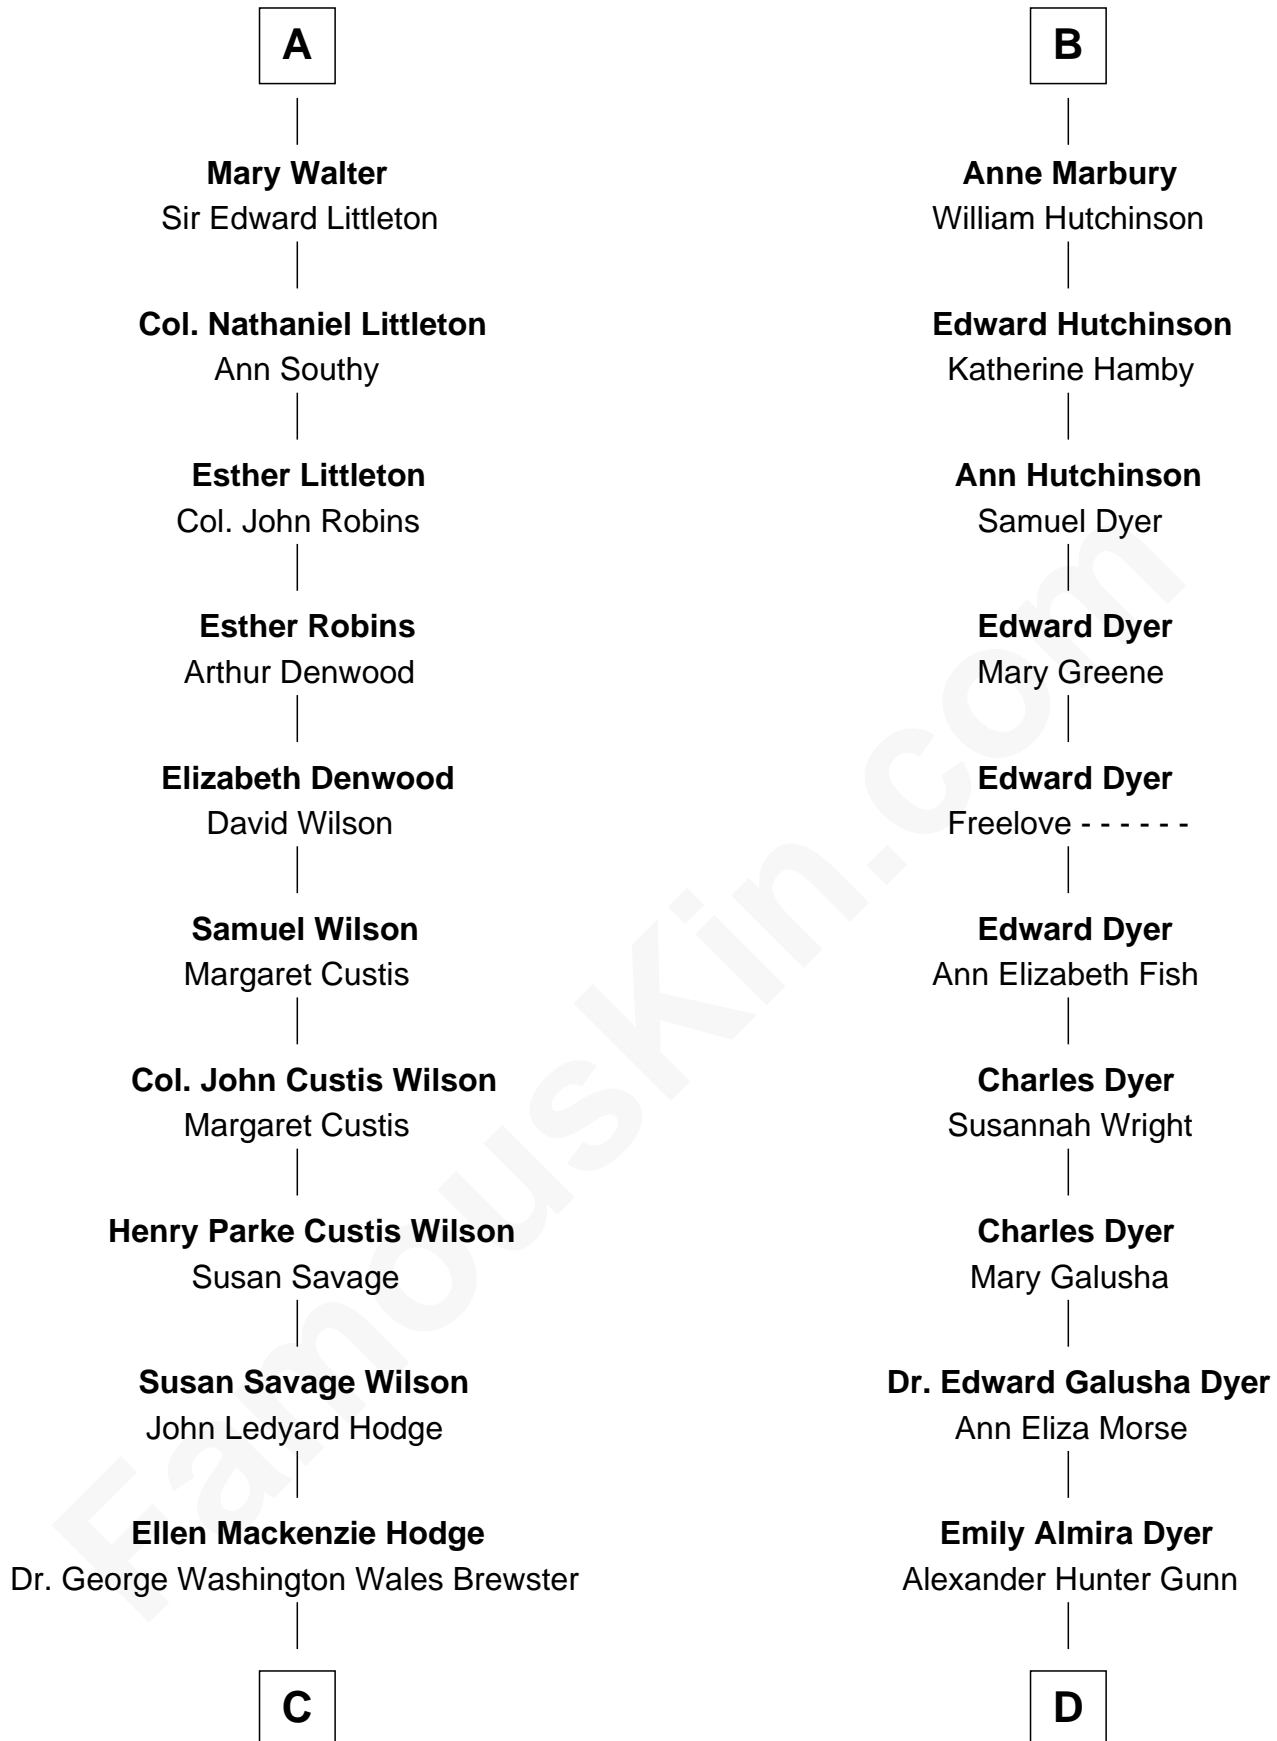 A
Mary Walter
Sir Edward Littleton
Col. Nathaniel Littleton
Ann Southy
Esther Littleton
Col. John Robins
Esther Robins
Arthur Denwood
Elizabeth Denwood
David Wilson
Samuel Wilson
Margaret Custis
Col. John Custis Wilson
Margaret Custis
Henry Parke Custis Wilson
Susan Savage
Susan Savage Wilson
John Ledyard Hodge
Ellen Mackenzie Hodge
Dr. George Washington Wales Brewster
C
B
Anne Marbury
William Hutchinson
Edward Hutchinson
Katherine Hamby
Ann Hutchinson
Samuel Dyer
Edward Dyer
Mary Greene
Edward Dyer
Freelove - - - - - -
Edward Dyer
Ann Elizabeth Fish
Charles Dyer
Susannah Wright
Charles Dyer
Mary Galusha
Dr. Edward Galusha Dyer
Ann Eliza Morse
Emily Almira Dyer
Alexander Hunter Gunn
D
FamousKin.com